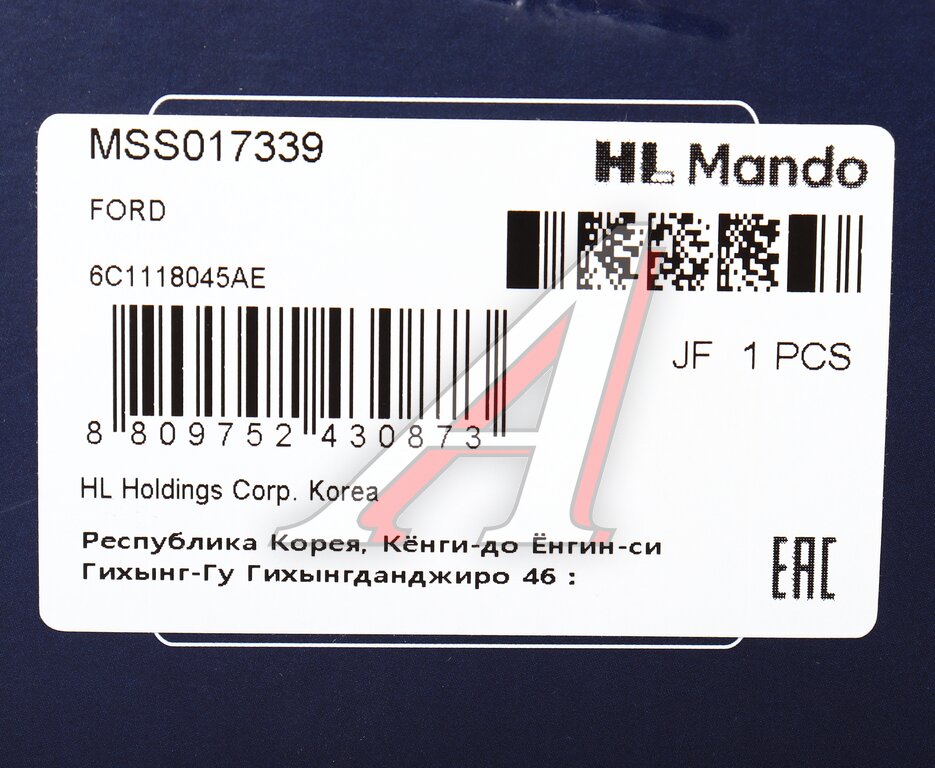 MSS017339
HL Mando
FORD
6C1118045AE
JF 1 PCS
8 809752 430873
HL Holdings Corp. Korea
Республика Корея, Кёнги-до Ёнгин-си
Гихынг-Гу Гихынгданджиро 46 :
EAC